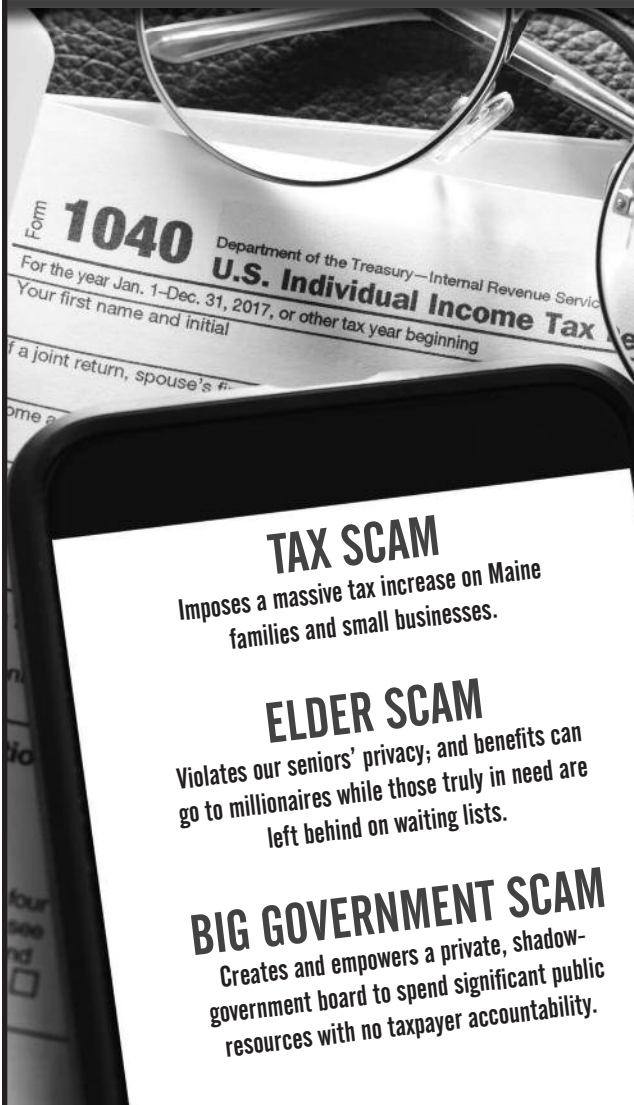 Form 1040
Department of the Treasury—Internal Revenue Servic
U.S. Individual Income Tax
For the year Jan. 1–Dec. 31, 2017, or other tax year beginning
Your first name and initial
f a joint return, spouse's
TAX SCAM
Imposes a massive tax increase on Maine
families and small businesses.
ELDER SCAM
Violates our seniors' privacy; and benefits can
go to millionaires while those truly in need are
left behind on waiting lists.
BIG GOVERNMENT SCAM
Creates and empowers a private, shadow-
government board to spend significant public
resources with no taxpayer accountability.
four
see